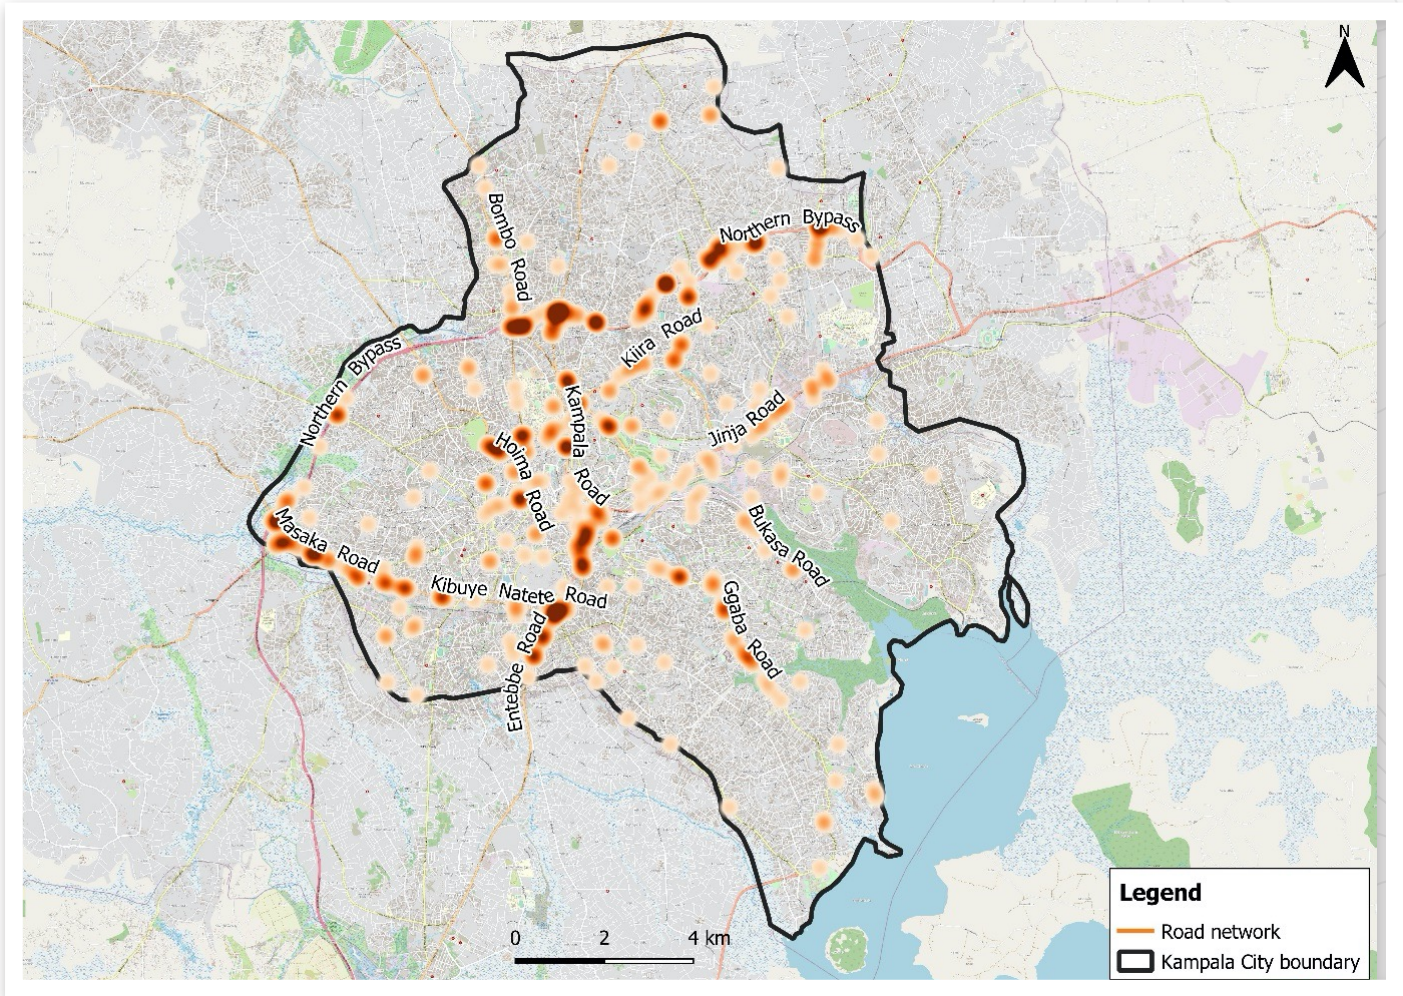 N
Bombo Road
Northern Bypass
Kiira Road
Northern Bypass
Kampala Road
Jinja Road
Hoima Road
Masaka Road
Bukasa Road
Kibuye Natete Road
Ggaba Road
Entebbe Road
0 2 4 km
Legend
Road network
Kampala City boundary